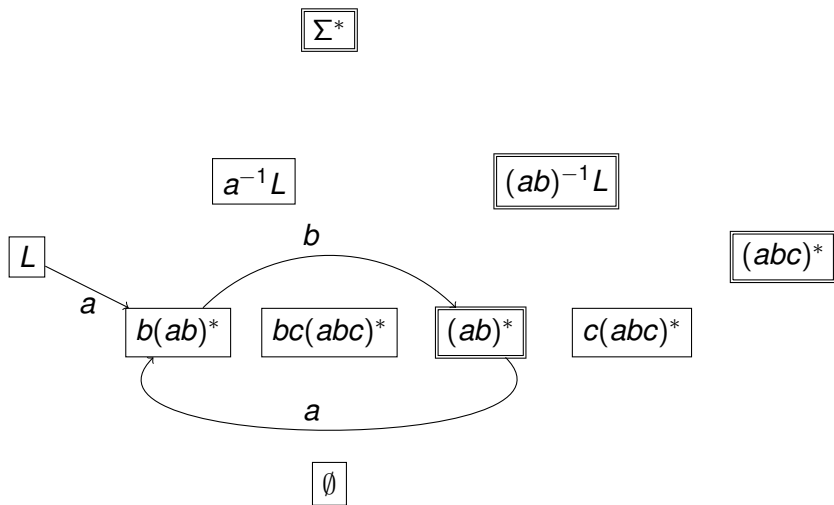 Σ*
a⁻¹L
(ab)⁻¹L
b
L
(abc)*
a
b(ab)*
bc(abc)*
(ab)*
c(abc)*
a
∅